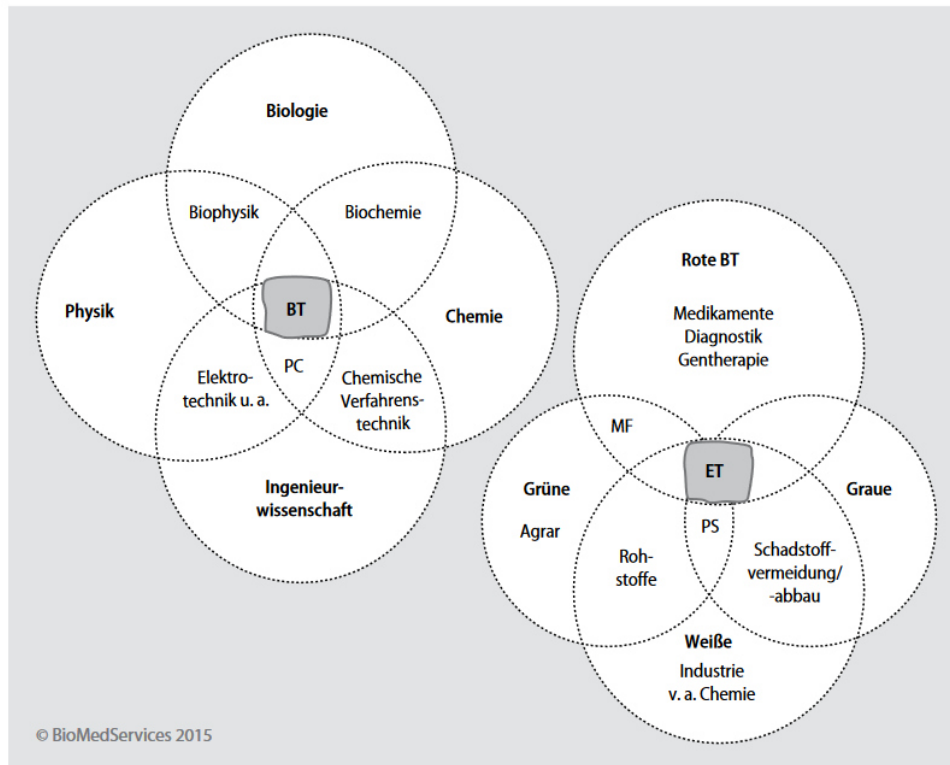 Biologie
Biophysik
Biochemie
Physik
BT
Chemie
PC
Elektro-
technik u. a.
Chemische
Verfahrens-
technik
Ingenieur-
wissenschaft
Rote BT
Medikamente
Diagnostik
Gentherapie
MF
Grüne
ET
Graue
Agrar
PS
Roh-
stoffe
Schadstoff-
vermeidung/
-abbau
Weiße
Industrie
v. a. Chemie
© BioMedServices 2015